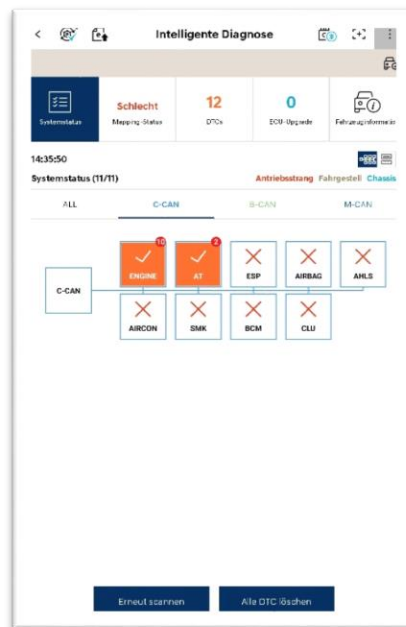 Intelligente Diagnose
Systemstatus
Schlecht
Mapping-Status
12
DTCs
0
ECU-Upgrade
Fahrzeuginformatio
14:35:50
Systemstatus (11/11)
Antriebsstrang Fahrgestell Chassis
ALL C-CAN B-CAN M-CAN
10 2
ENGINE AT ESP AIRBAG AHLS
C-CAN
AIRCON SMK BCM CLU
Erneut scannen Alle DTC löschen